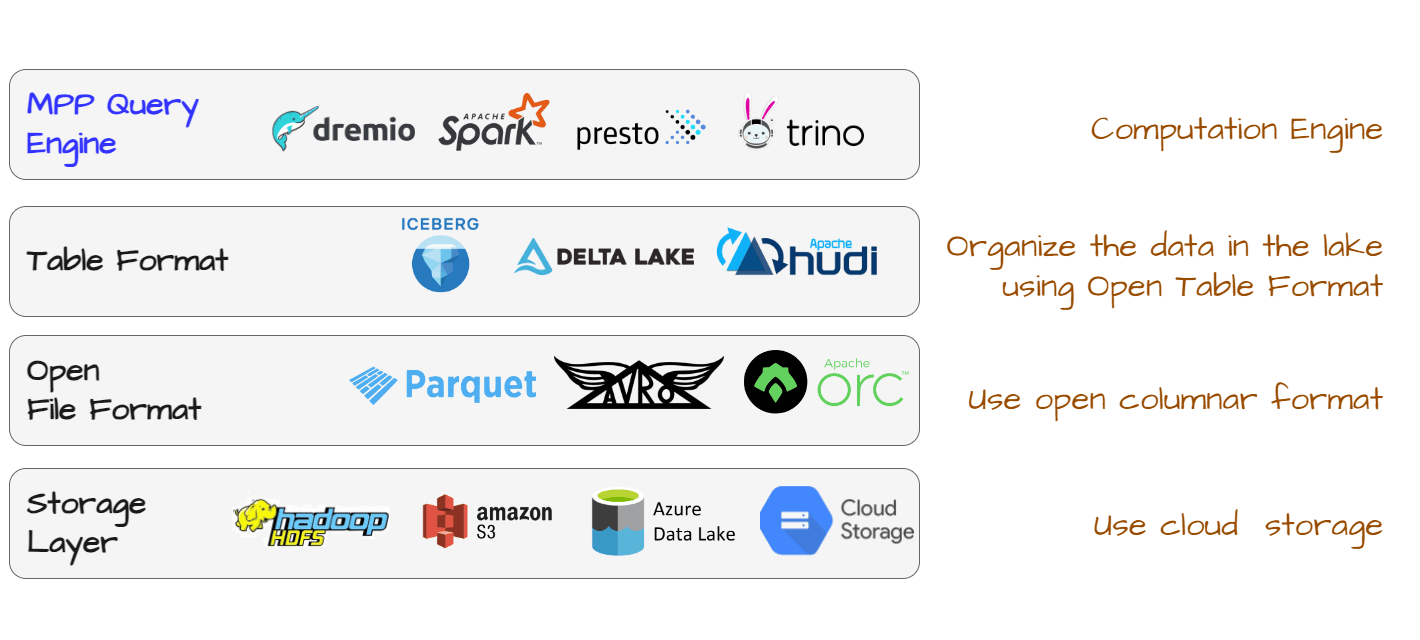 MPP Query
Engine
dremio
APACHE
Spark™
presto
trino
Computation Engine
Table Format
ICEBERG
DELTA LAKE
Apache
hudi
Organize the data in the lake
using Open Table Format
Open
File Format
Parquet
AVRO
Apache
orc™
Use open columnar format
Storage
Layer
hadoop
HDFS
amazon
S3
Azure
Data Lake
Cloud
Storage
Use cloud storage